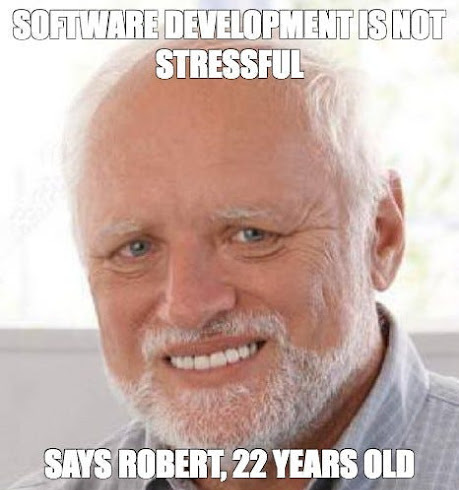 SOFTWARE DEVELOPMENT IS NOT
STRESSFUL
SAYS ROBERT, 22 YEARS OLD